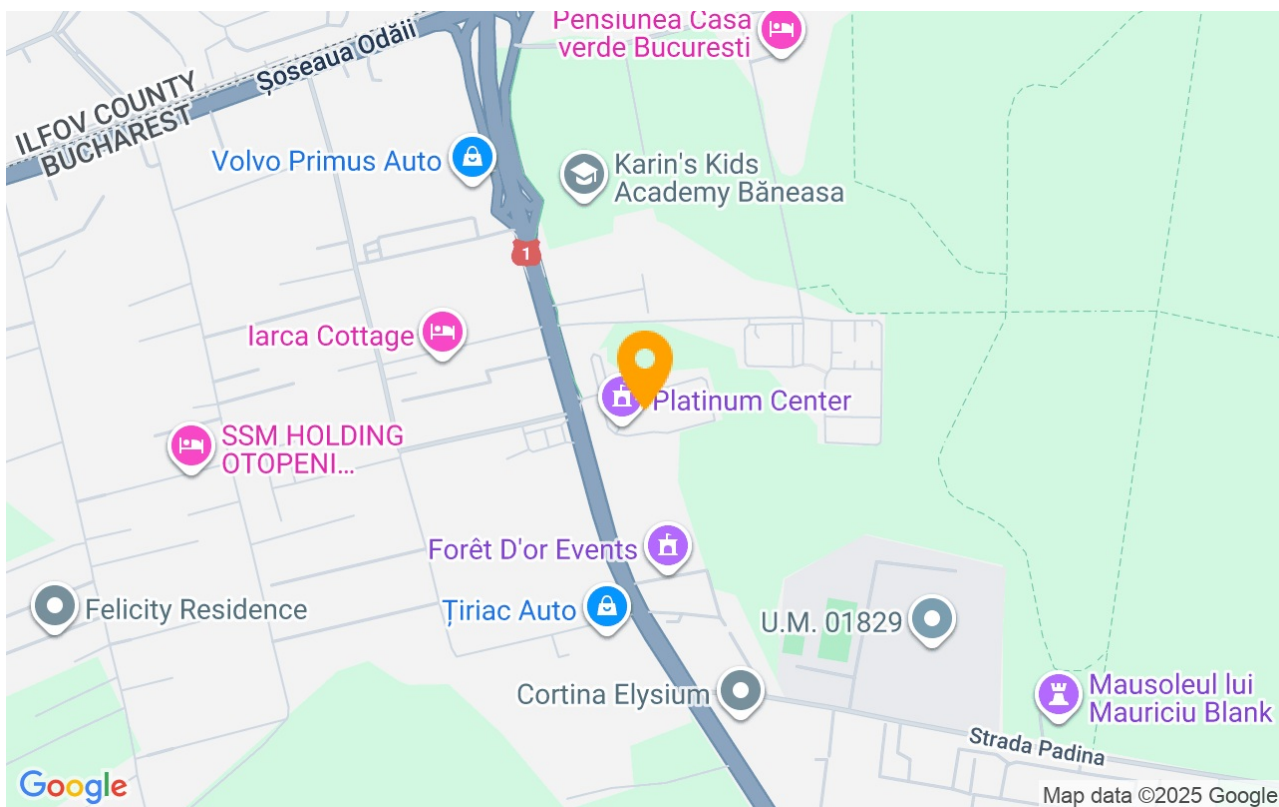 Pensiunea Casa
verde Bucuresti
Șoseaua Odăii
ILFOV COUNTY
BUCHAREST
Volvo Primus Auto
Karin's Kids
Academy Băneasa
1
Iarca Cottage
Platinum Center
SSM HOLDING
OTOPENI...
Forêt D'or Events
Felicity Residence
Țiriac Auto
U.M. 01829
Cortina Elysium
Mausoleul lui
Mauriciu Blank
Strada Padina
Google
Map data ©2025 Google